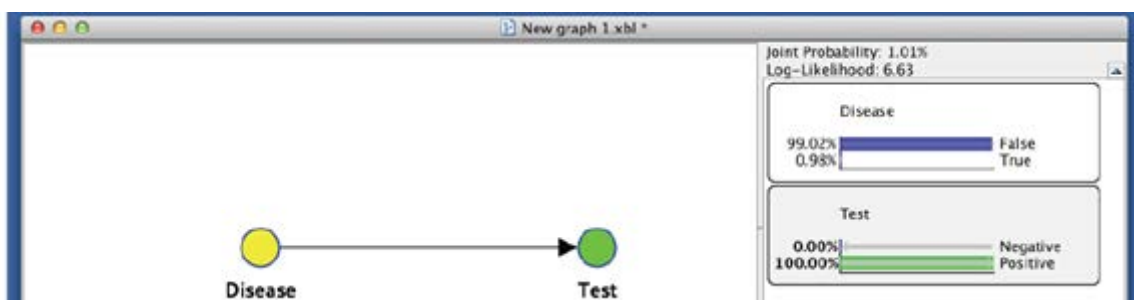 New graph 1.xbl *
Joint Probability: 1.01%
Log-Likelihood: 6.63
Disease
99.02% False
0.98% True
Test
0.00% Negative
100.00% Positive
Disease
Test